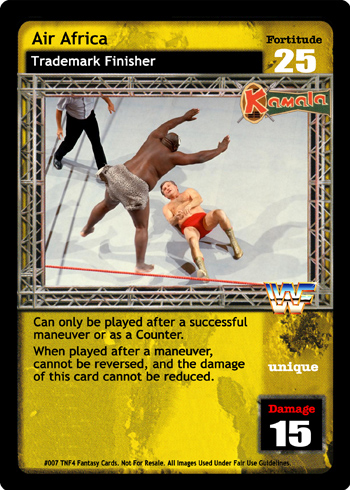 Air Africa
Fortitude
Trademark Finisher
25
Kamala
WWF
Can only be played after a successful
maneuver or as a Counter.
When played after a maneuver,
cannot be reversed, and the damage
of this card cannot be reduced.
unique
Damage
15
#007 TNF4 Fantasy Cards. Not For Resale. All Images Used Under Fair Use Guidelines.